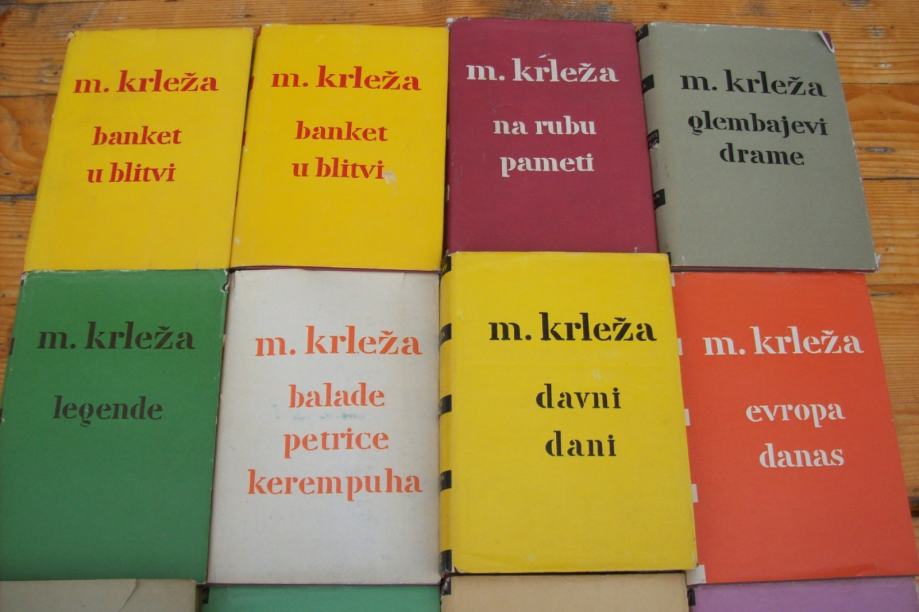 m. krleža
banket
u blitvi
m. krleža
banket
u blitvi
m. krleža
na rubu
pameti
m. krleža
glembajevi
drame
m. krleža
legende
m. krleža
balade
petrice
kerempuha
m. krleža
davni
dani
m. krleža
evropa
danas